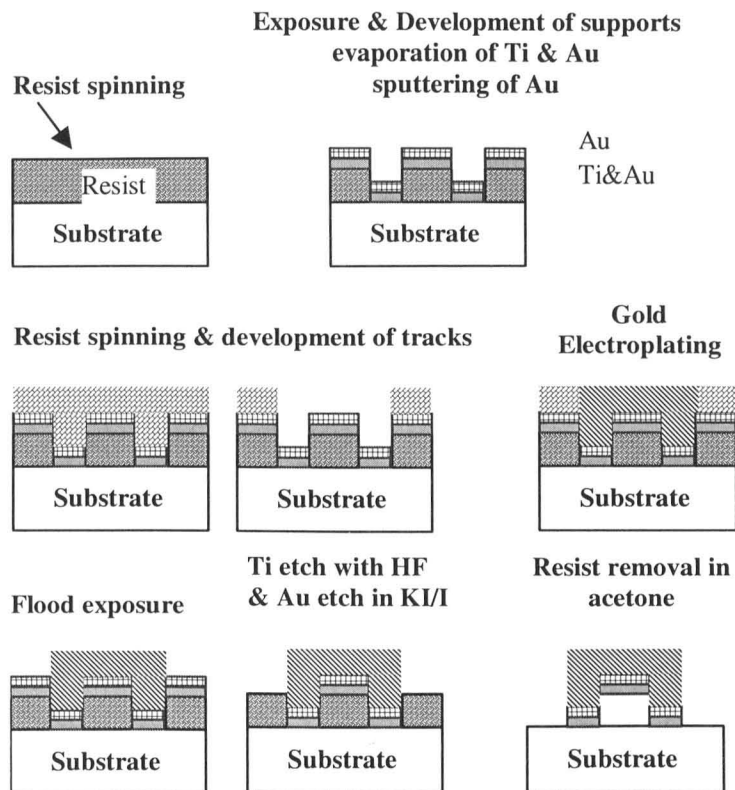 Exposure & Development of supports
evaporation of Ti & Au
sputtering of Au
Resist spinning
Resist
Substrate
Substrate
Au
Ti&Au
Resist spinning & development of tracks
Gold
Electroplating
Substrate
Substrate
Substrate
Flood exposure
Ti etch with HF
& Au etch in KI/I
Resist removal in
acetone
Substrate
Substrate
Substrate